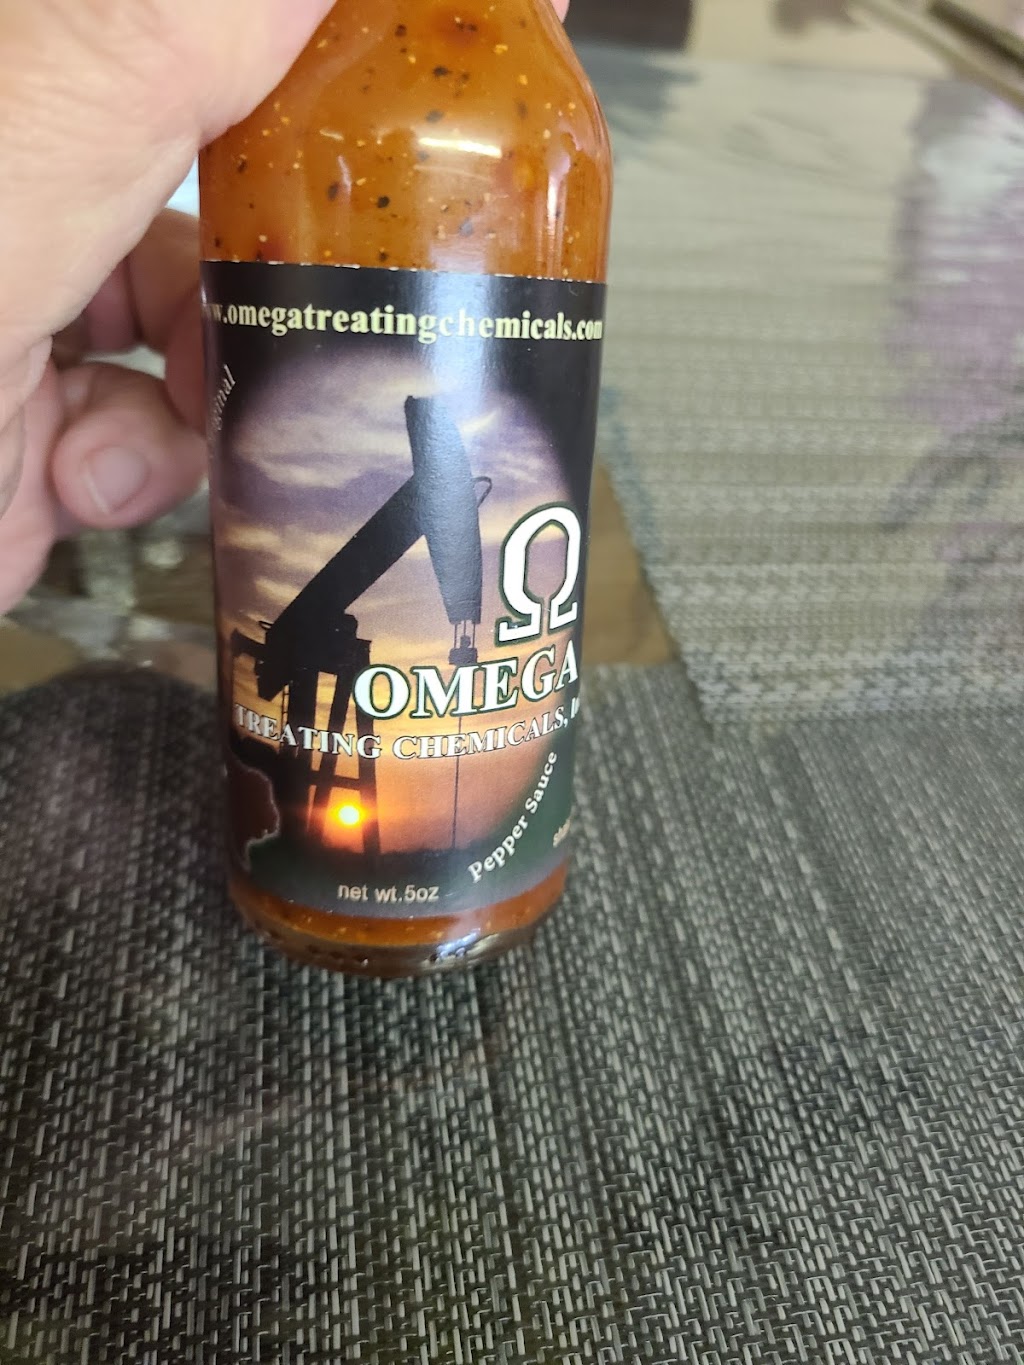 www.omegatreatingchemicals.com
Ω
OMEGA
TREATING CHEMICALS,
Pepper Sauce
net wt.5oz